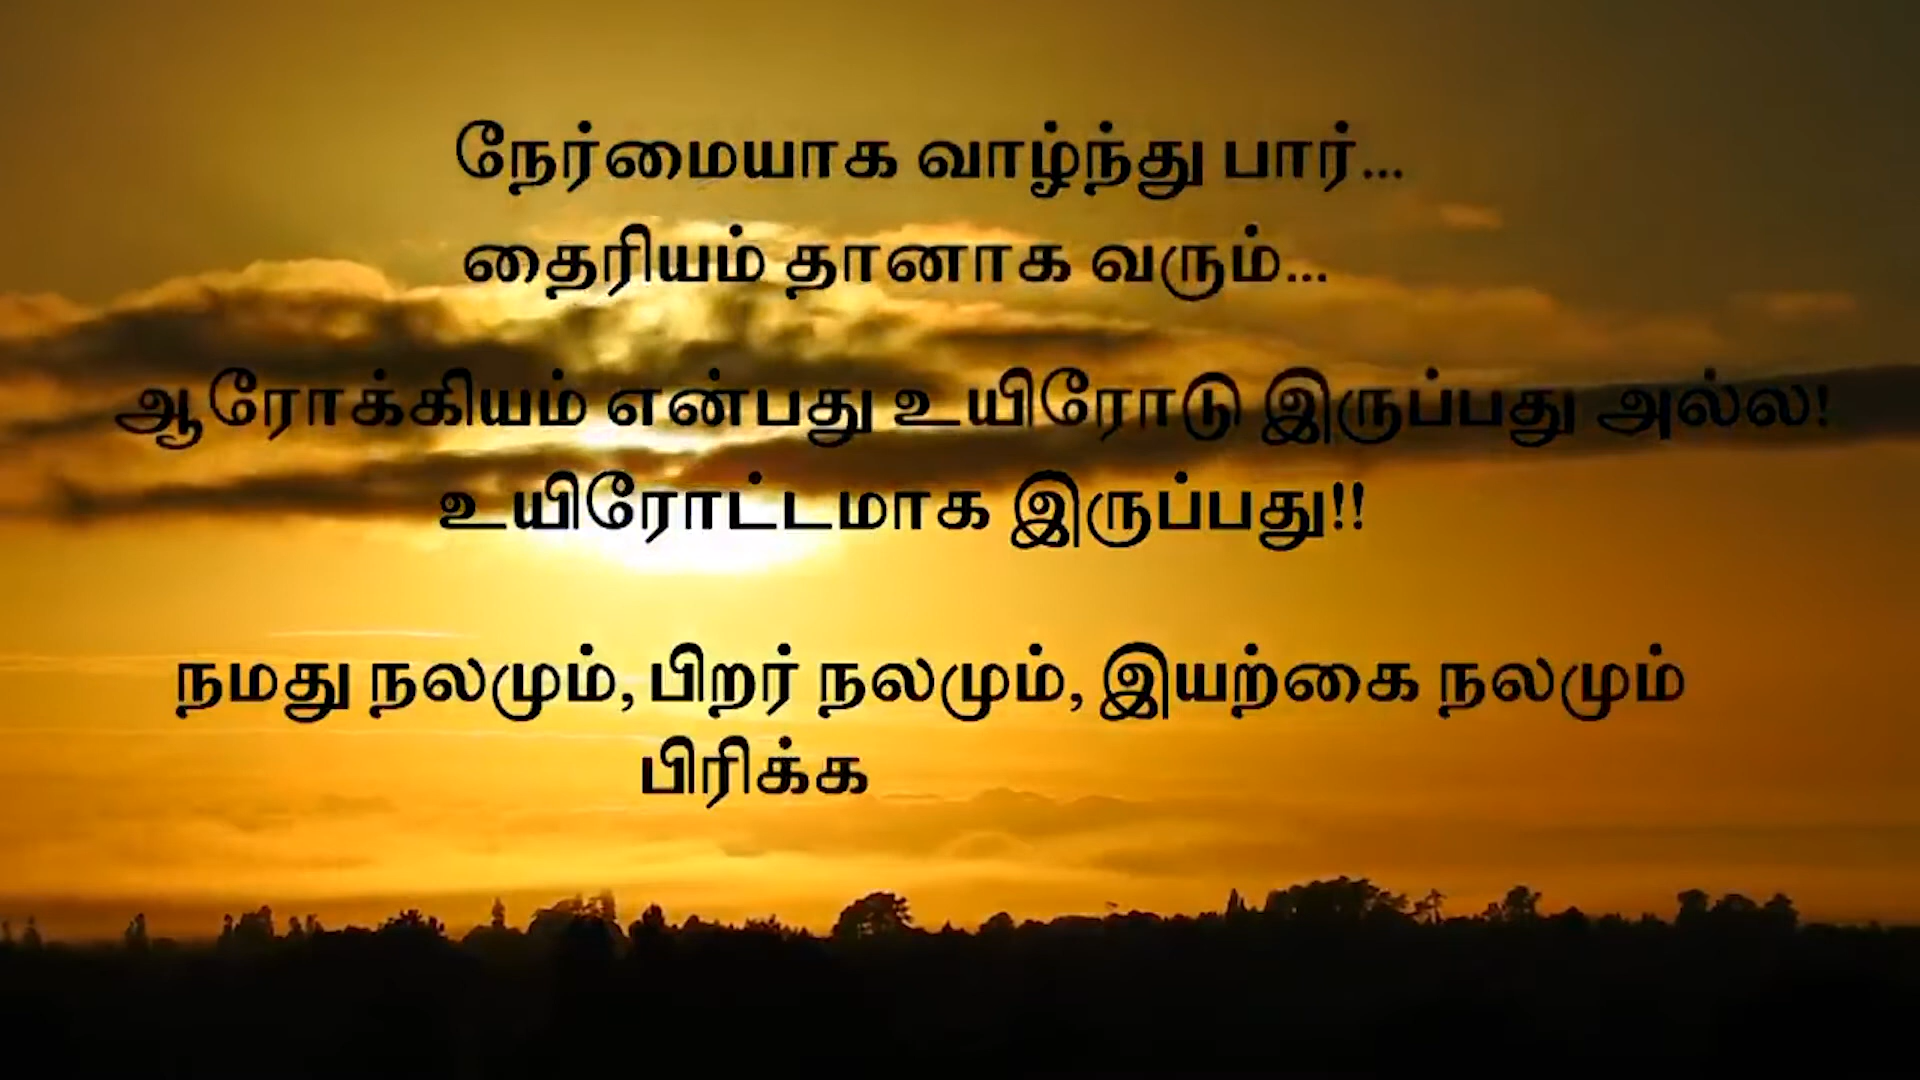 நேர்மையாக வாழ்ந்து பார்...
தைரியம் தானாக வரும்...
ஆரோக்கியம் என்பது உயிரோடு இருப்பது அல்ல!
உயிரோட்டமாக இருப்பது!!
நமது நலமும், பிறர் நலமும், இயற்கை நலமும்
பிரிக்க